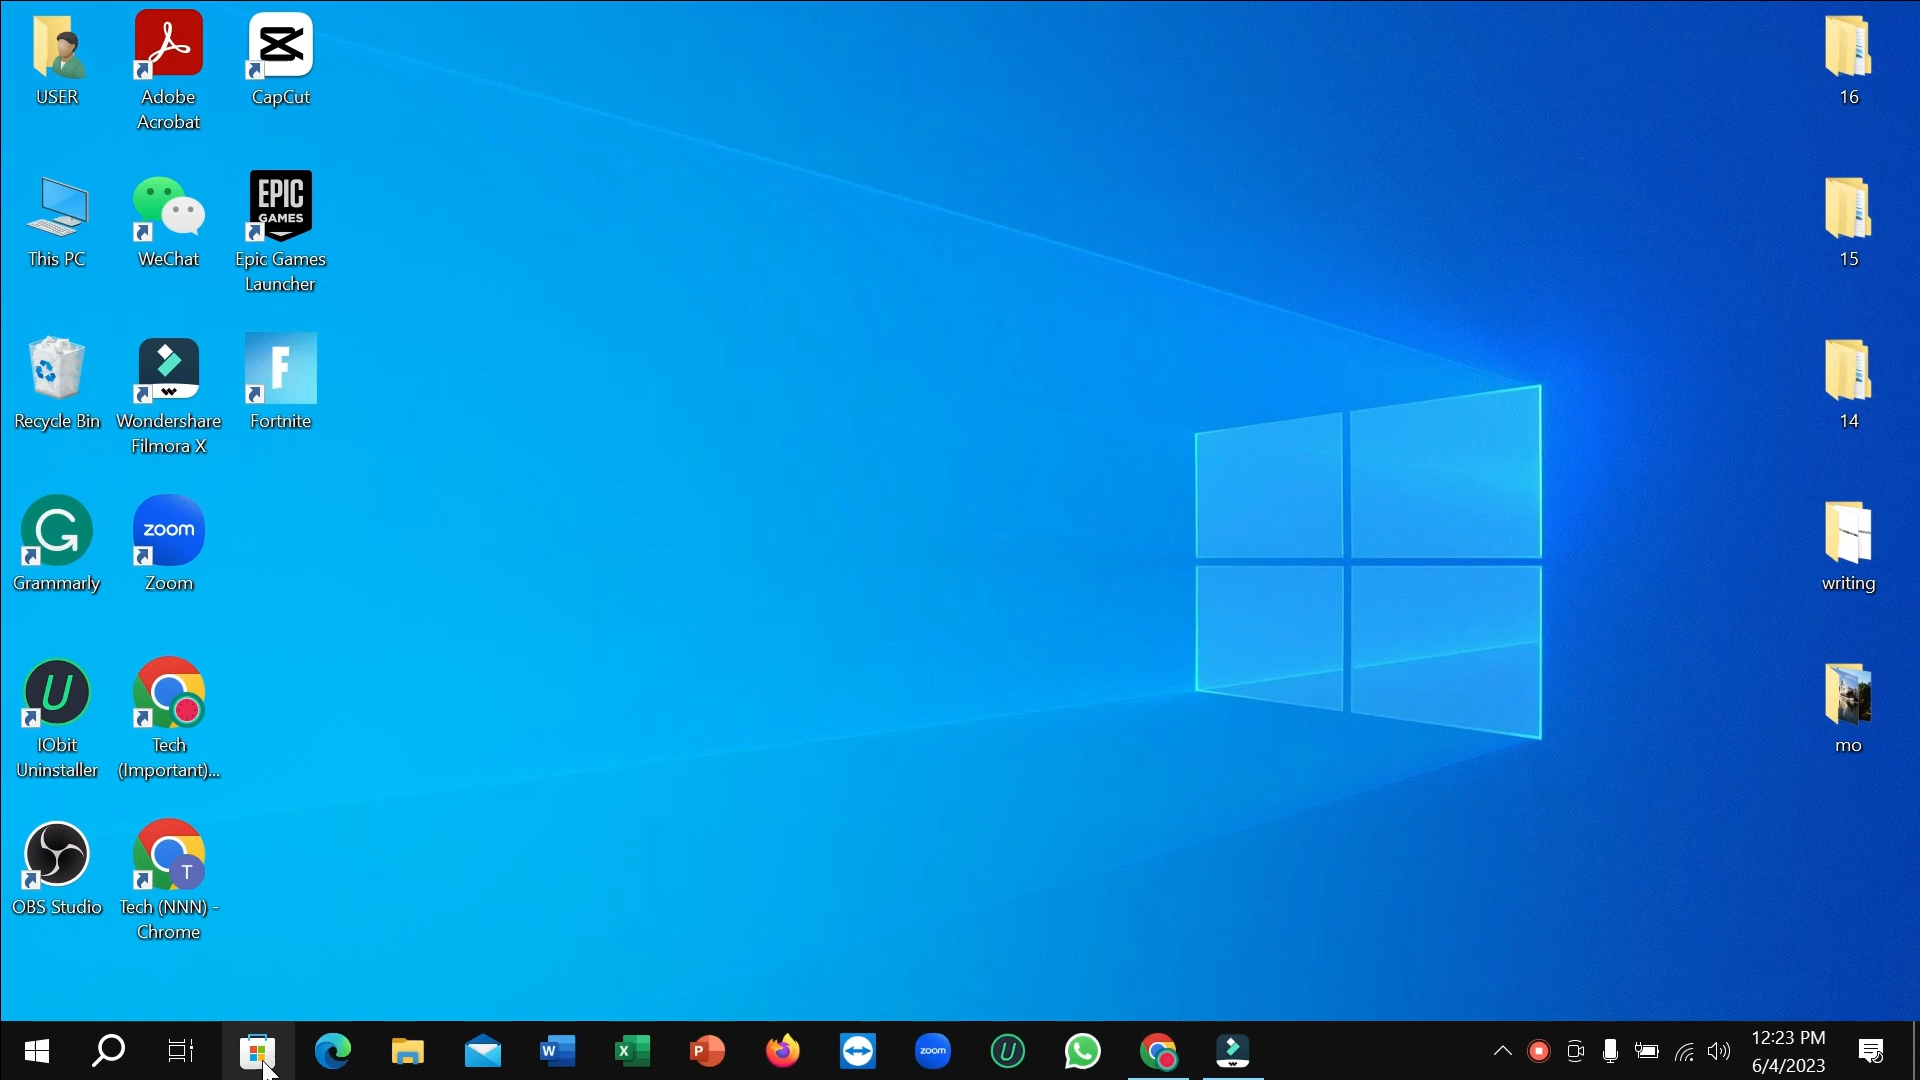 USER
Adobe
Acrobat
CapCut
16
This PC
WeChat
EPIC
GAMES
Epic Games
Launcher
15
Recycle Bin
Wondershare
Filmora X
F
Fortnite
14
Grammarly
zoom
Zoom
writing
IObit
Uninstaller
Tech
(Important)...
mo
OBS Studio
T
Tech (NNN) -
Chrome
W
X
P
zoom
12:23 PM
6/4/2023